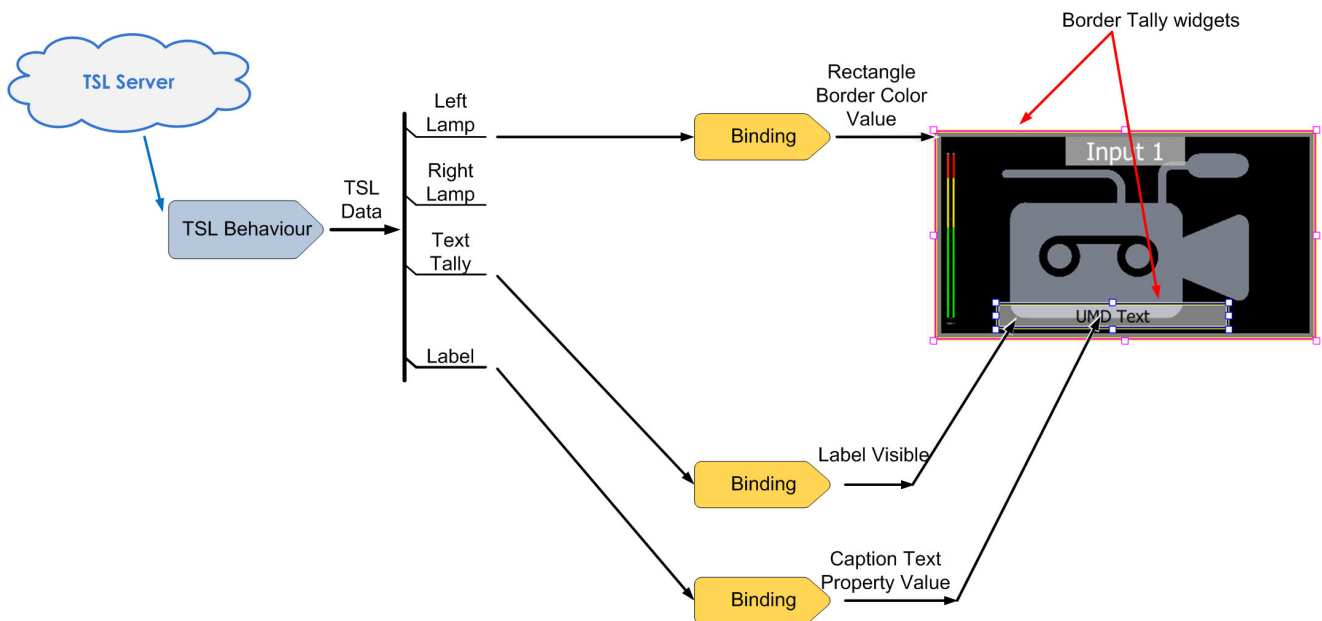 Border Tally widgets
TSL Server
Left
Lamp
Binding
Rectangle
Border Color
Value
Input 1
Right
Lamp
TSL Behaviour
TSL
Data
Text
Tally
UMD Text
Label
Binding
Label Visible
Binding
Caption Text
Property Value